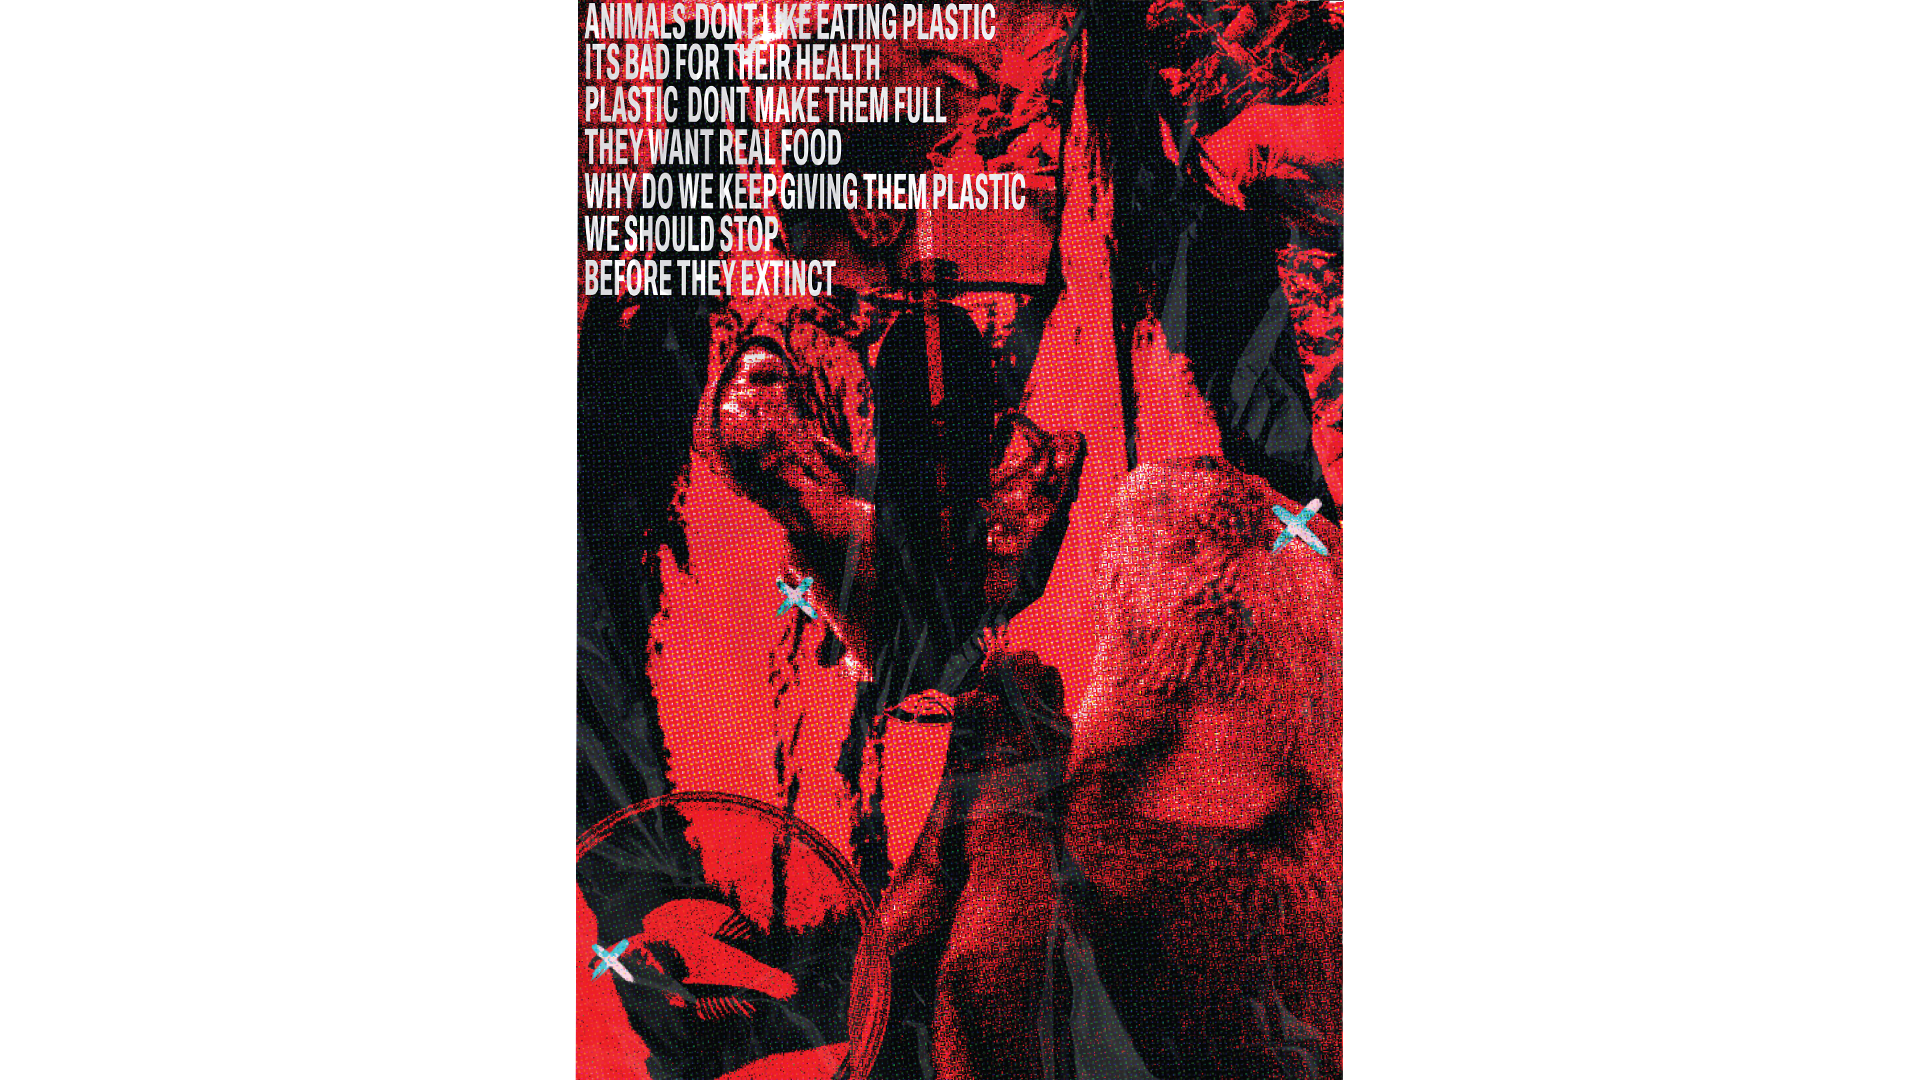 ANIMALS DONT LIKE EATING PLASTIC
ITS BAD FOR THEIR HEALTH
PLASTIC DONT MAKE THEM FULL
THEY WANT REAL FOOD
WHY DO WE KEEP GIVING THEM PLASTIC
WE SHOULD STOP
BEFORE THEY EXTINCT